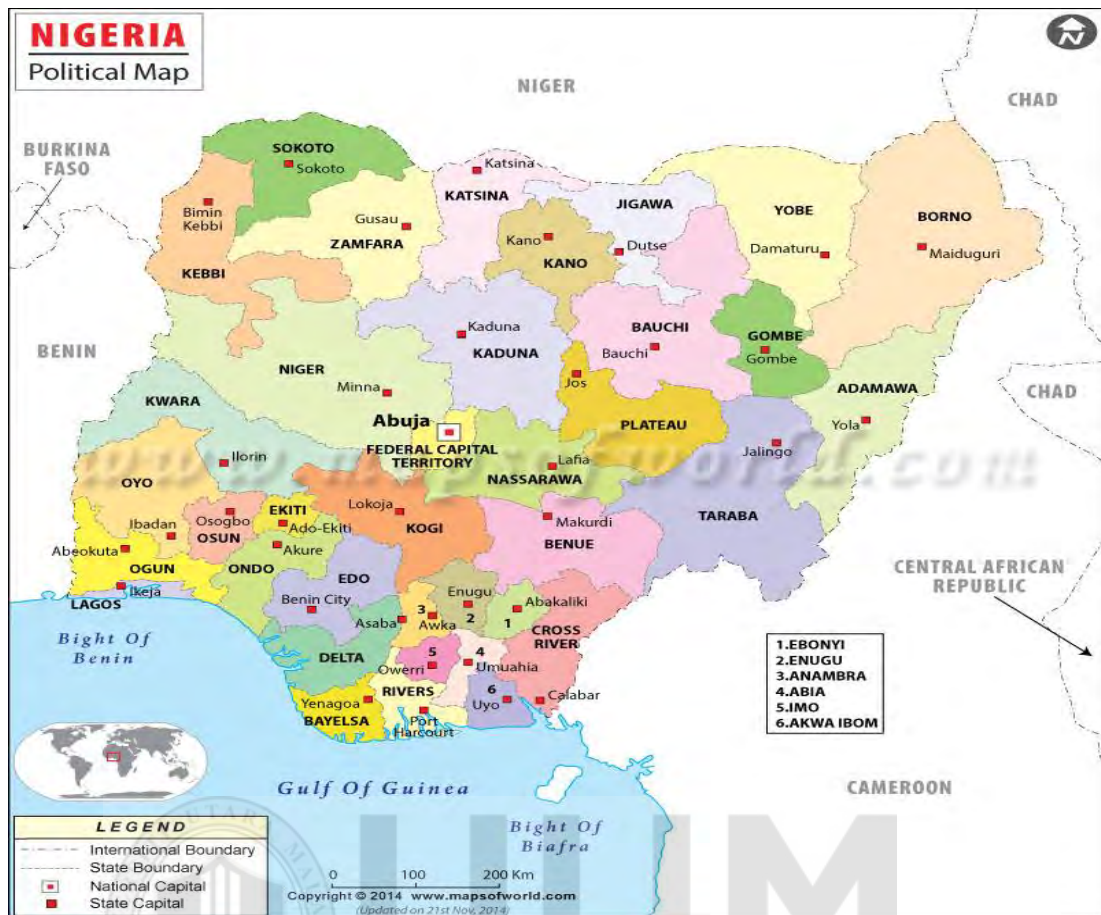 NIGERIA
Political Map
N
NIGER
CHAD
BURKINA
FASO
SOKOTO
Sokoto
Katsina
KATSINA
Bimin
Kebbi
Gusau
ZAMFARA
JIGAWA
YOBE
BORNO
Kano
KANO
Dutse
Damaturu
Maiduguri
KEBBI
Kaduna
KADUNA
BAUCHI
Bauchi
GOMBE
Gombe
BENIN
NIGER
Minna
Jos
ADAMAWA
CHAD
KWARA
Abuja
FEDERAL CAPITAL
TERRITORY
PLATEAU
Yola
Jalingo
www.mapsofworld.com
Ilorin
Lafia
NASSARAWA
OYO
Ibadan
Osogbo
OSUN
EKITI
Ado-Ekiti
Lokoja
KOGI
Makurdi
BENUE
TARABA
Abeokuta
OGUN
Akure
ONDO
EDO
Benin City
LAGOS
Ikeja
Enugu
2
Abakaliki
1
3
Awka
Asaba
CROSS
RIVER
CENTRAL AFRICAN
REPUBLIC
Bight Of
Benin
DELTA
5
Owerri
4
Umuahia
RIVERS
Yenagoa
BAYELSA
Port
Harcourt
6
Uyo
Calabar
1.EBONYI
2.ENUGU
3.ANAMBRA
4.ABIA
5.IMO
6.AKWA IBOM
Gulf Of Guinea
CAMEROON
Bight Of
Biafra
LEGEND
International Boundary
State Boundary
National Capital
State Capital
0 100 200 Km
Copyright © 2014 www.mapsofworld.com
(Updated on 21st Nov, 2014)
UUM